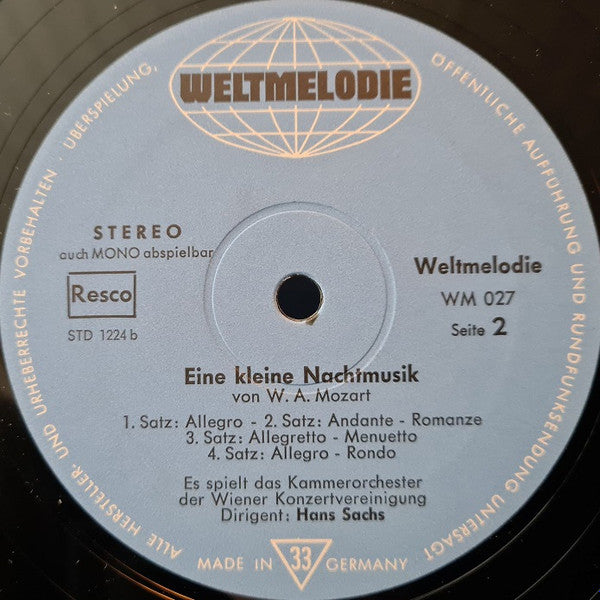 WELTMELODIE
ALLE HERSTELLER- UND URHEBERRECHTE VORBEHALTEN · ÜBERSPIELUNG, ÖFFENTLICHE AUFFÜHRUNG UND RUNDFUNKSENDUNG UNTERSAGT
STEREO
auch MONO abspielbar
Resco
STD 1224 b
Weltmelodie
WM 027
Seite 2
Eine kleine Nachtmusik
von W. A. Mozart
1. Satz: Allegro - 2. Satz: Andante - Romanze
3. Satz: Allegretto - Menuetto
4. Satz: Allegro - Rondo
Es spielt das Kammerorchester
der Wiener Konzertvereinigung
Dirigent: Hans Sachs
MADE IN 33 GERMANY